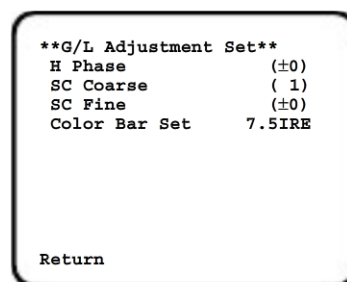 **G/L Adjustment Set**
H Phase (±0)
SC Coarse ( 1)
SC Fine (±0)
Color Bar Set 7.5IRE
Return